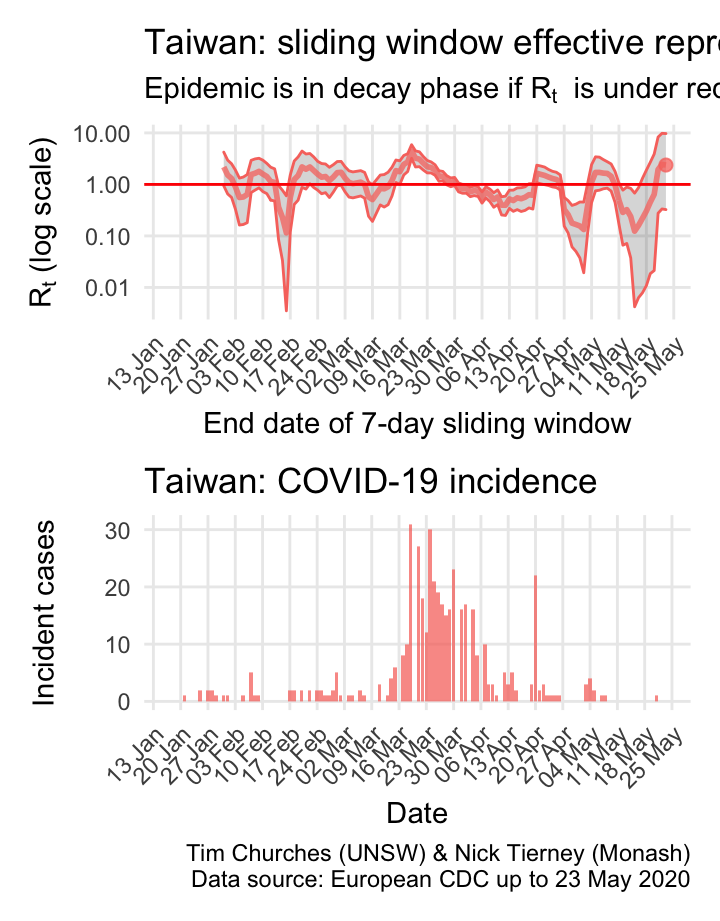 Taiwan: sliding window effective repr
Epidemic is in decay phase if Rt is under red
Rt (log scale)
10.00
1.00
0.10
0.01
13 Jan 20 Jan 27 Jan 03 Feb 10 Feb 17 Feb 24 Feb 02 Mar 09 Mar 16 Mar 23 Mar 30 Mar 06 Apr 13 Apr 20 Apr 27 Apr 04 May 11 May 18 May 25 May
End date of 7-day sliding window
Taiwan: COVID-19 incidence
Incident cases
30
20
10
0
13 Jan 20 Jan 27 Jan 03 Feb 10 Feb 17 Feb 24 Feb 02 Mar 09 Mar 16 Mar 23 Mar 30 Mar 06 Apr 13 Apr 20 Apr 27 Apr 04 May 11 May 18 May 25 May
Date
Tim Churches (UNSW) & Nick Tierney (Monash)
Data source: European CDC up to 23 May 2020